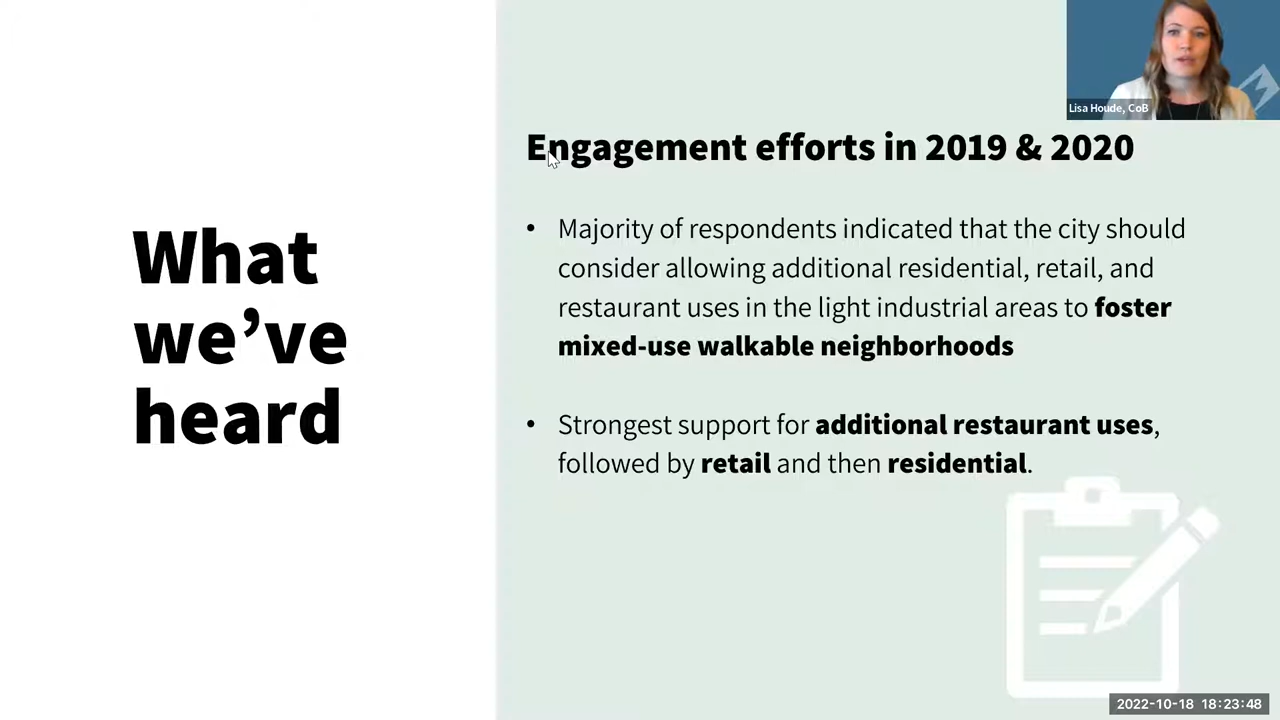 Lisa Houde, CoB
What
we’ve
heard
Engagement efforts in 2019 & 2020
• Majority of respondents indicated that the city should
consider allowing additional residential, retail, and
restaurant uses in the light industrial areas to foster
mixed-use walkable neighborhoods
• Strongest support for additional restaurant uses,
followed by retail and then residential.
2022-10-18 18:23:48